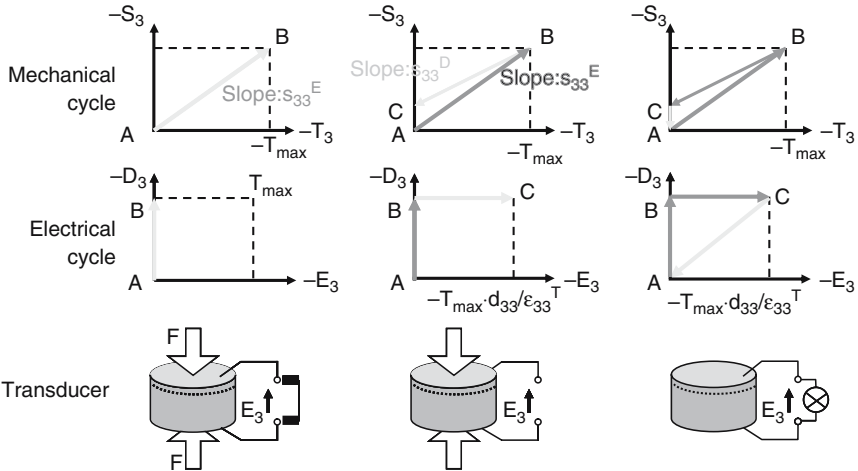 –S₃
B
Mechanical cycle
Slope:s₃₃ᴱ
A
–T₃
–Tmax
–S₃
B
Slope:s₃₃ᴰ
Slope:s₃₃ᴱ
C
A
–T₃
–Tmax
–S₃
B
C
A
–T₃
–Tmax
–D₃
Tmax
B
Electrical cycle
A
–E₃
–D₃
B
C
A
–E₃
–Tmax·d₃₃/ε₃₃ᵀ
–D₃
B
C
A
–E₃
–Tmax·d₃₃/ε₃₃ᵀ
Transducer
F
E₃
F
E₃
E₃